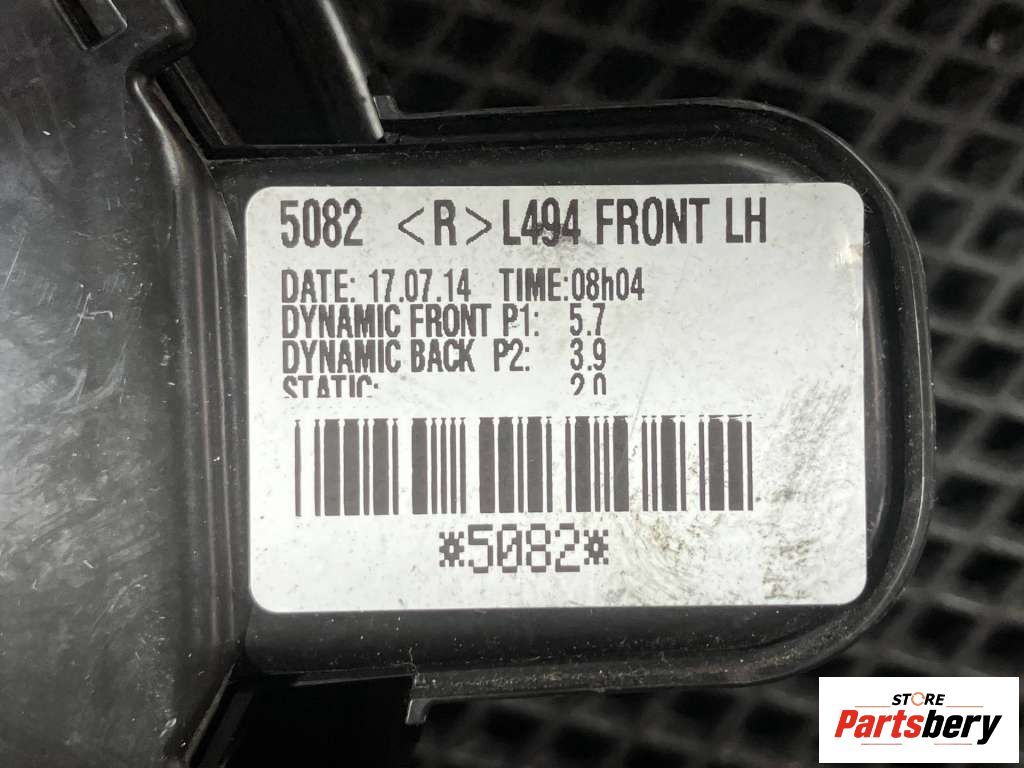 5082 <R> L494 FRONT LH
DATE: 17.07.14 TIME:08h04
DYNAMIC FRONT P1: 5.7
DYNAMIC BACK P2: 3.9
STATIC: 2.0
*5082*
STORE
Partsbery